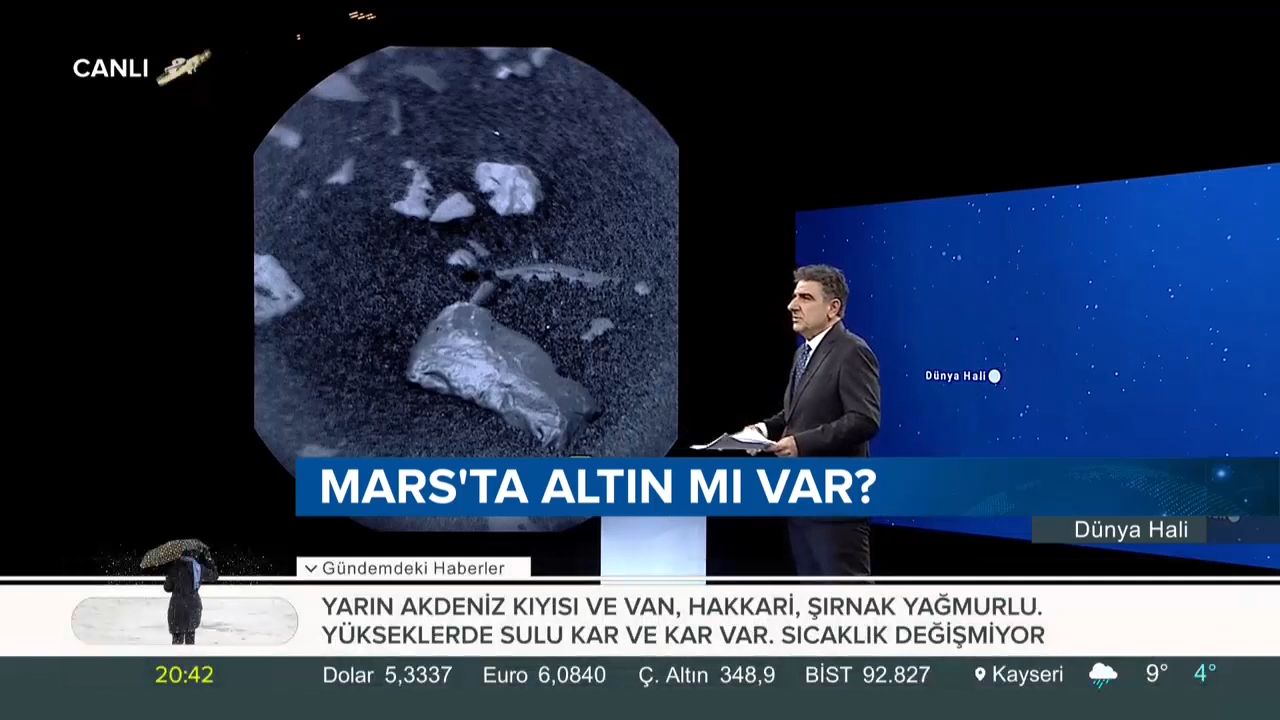 CANLI
Dünya Hali
MARS'TA ALTIN MI VAR?
Dünya Hali
Gündemdeki Haberler
YARIN AKDENİZ KIYISI VE VAN, HAKKARİ, ŞIRNAK YAĞMURLU.
YÜKSEKLERDE SULU KAR VE KAR VAR. SICAKLIK DEĞİŞMİYOR
20:42 Dolar 5,3337 Euro 6,0840 Ç. Altın 348,9 BİST 92.827 Kayseri 9° 4°